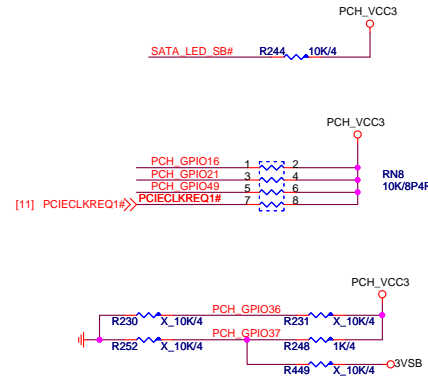 PCH_VCC3
SATA_LED_SB# R244 10K/4
PCH_VCC3
PCH_GPIO16 1 2
PCH_GPIO21 3 4 RN8
PCH_GPIO49 5 6 10K/8P4R
[11] PCIECLKREQ1# PCIECLKREQ1# 7 8
PCH_VCC3
PCH_GPIO36
R230 X_10K/4 R231 X_10K/4
PCH_GPIO37
R252 X_10K/4 R248 1K/4
3VSB
R449 X_10K/4